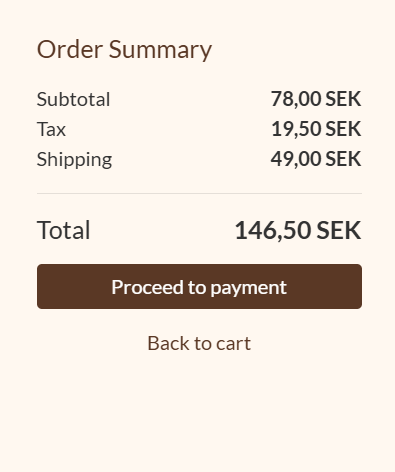 Order Summary
Subtotal 78,00 SEK
Tax 19,50 SEK
Shipping 49,00 SEK
Total 146,50 SEK
Proceed to payment
Back to cart